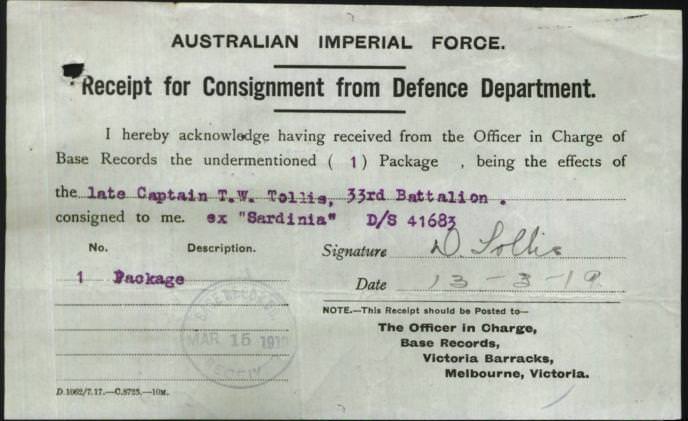 AUSTRALIAN IMPERIAL FORCE.
Receipt for Consignment from Defence Department.
I hereby acknowledge having received from the Officer in Charge of
Base Records the undermentioned ( 1 ) Package , being the effects of
the late Captain T.W. Tollis, 33rd Battalion .
consigned to me. ex "Sardinia" D/S 41683
No. Description.
1 Package
Signature D. Tollis
Date 13-3-19
NOTE.—This Receipt should be Posted to—
The Officer in Charge,
Base Records,
Victoria Barracks,
Melbourne, Victoria.
BASE RECORDS
MAR 15 1919
D.1062/7.17.—C.8725.—10M.